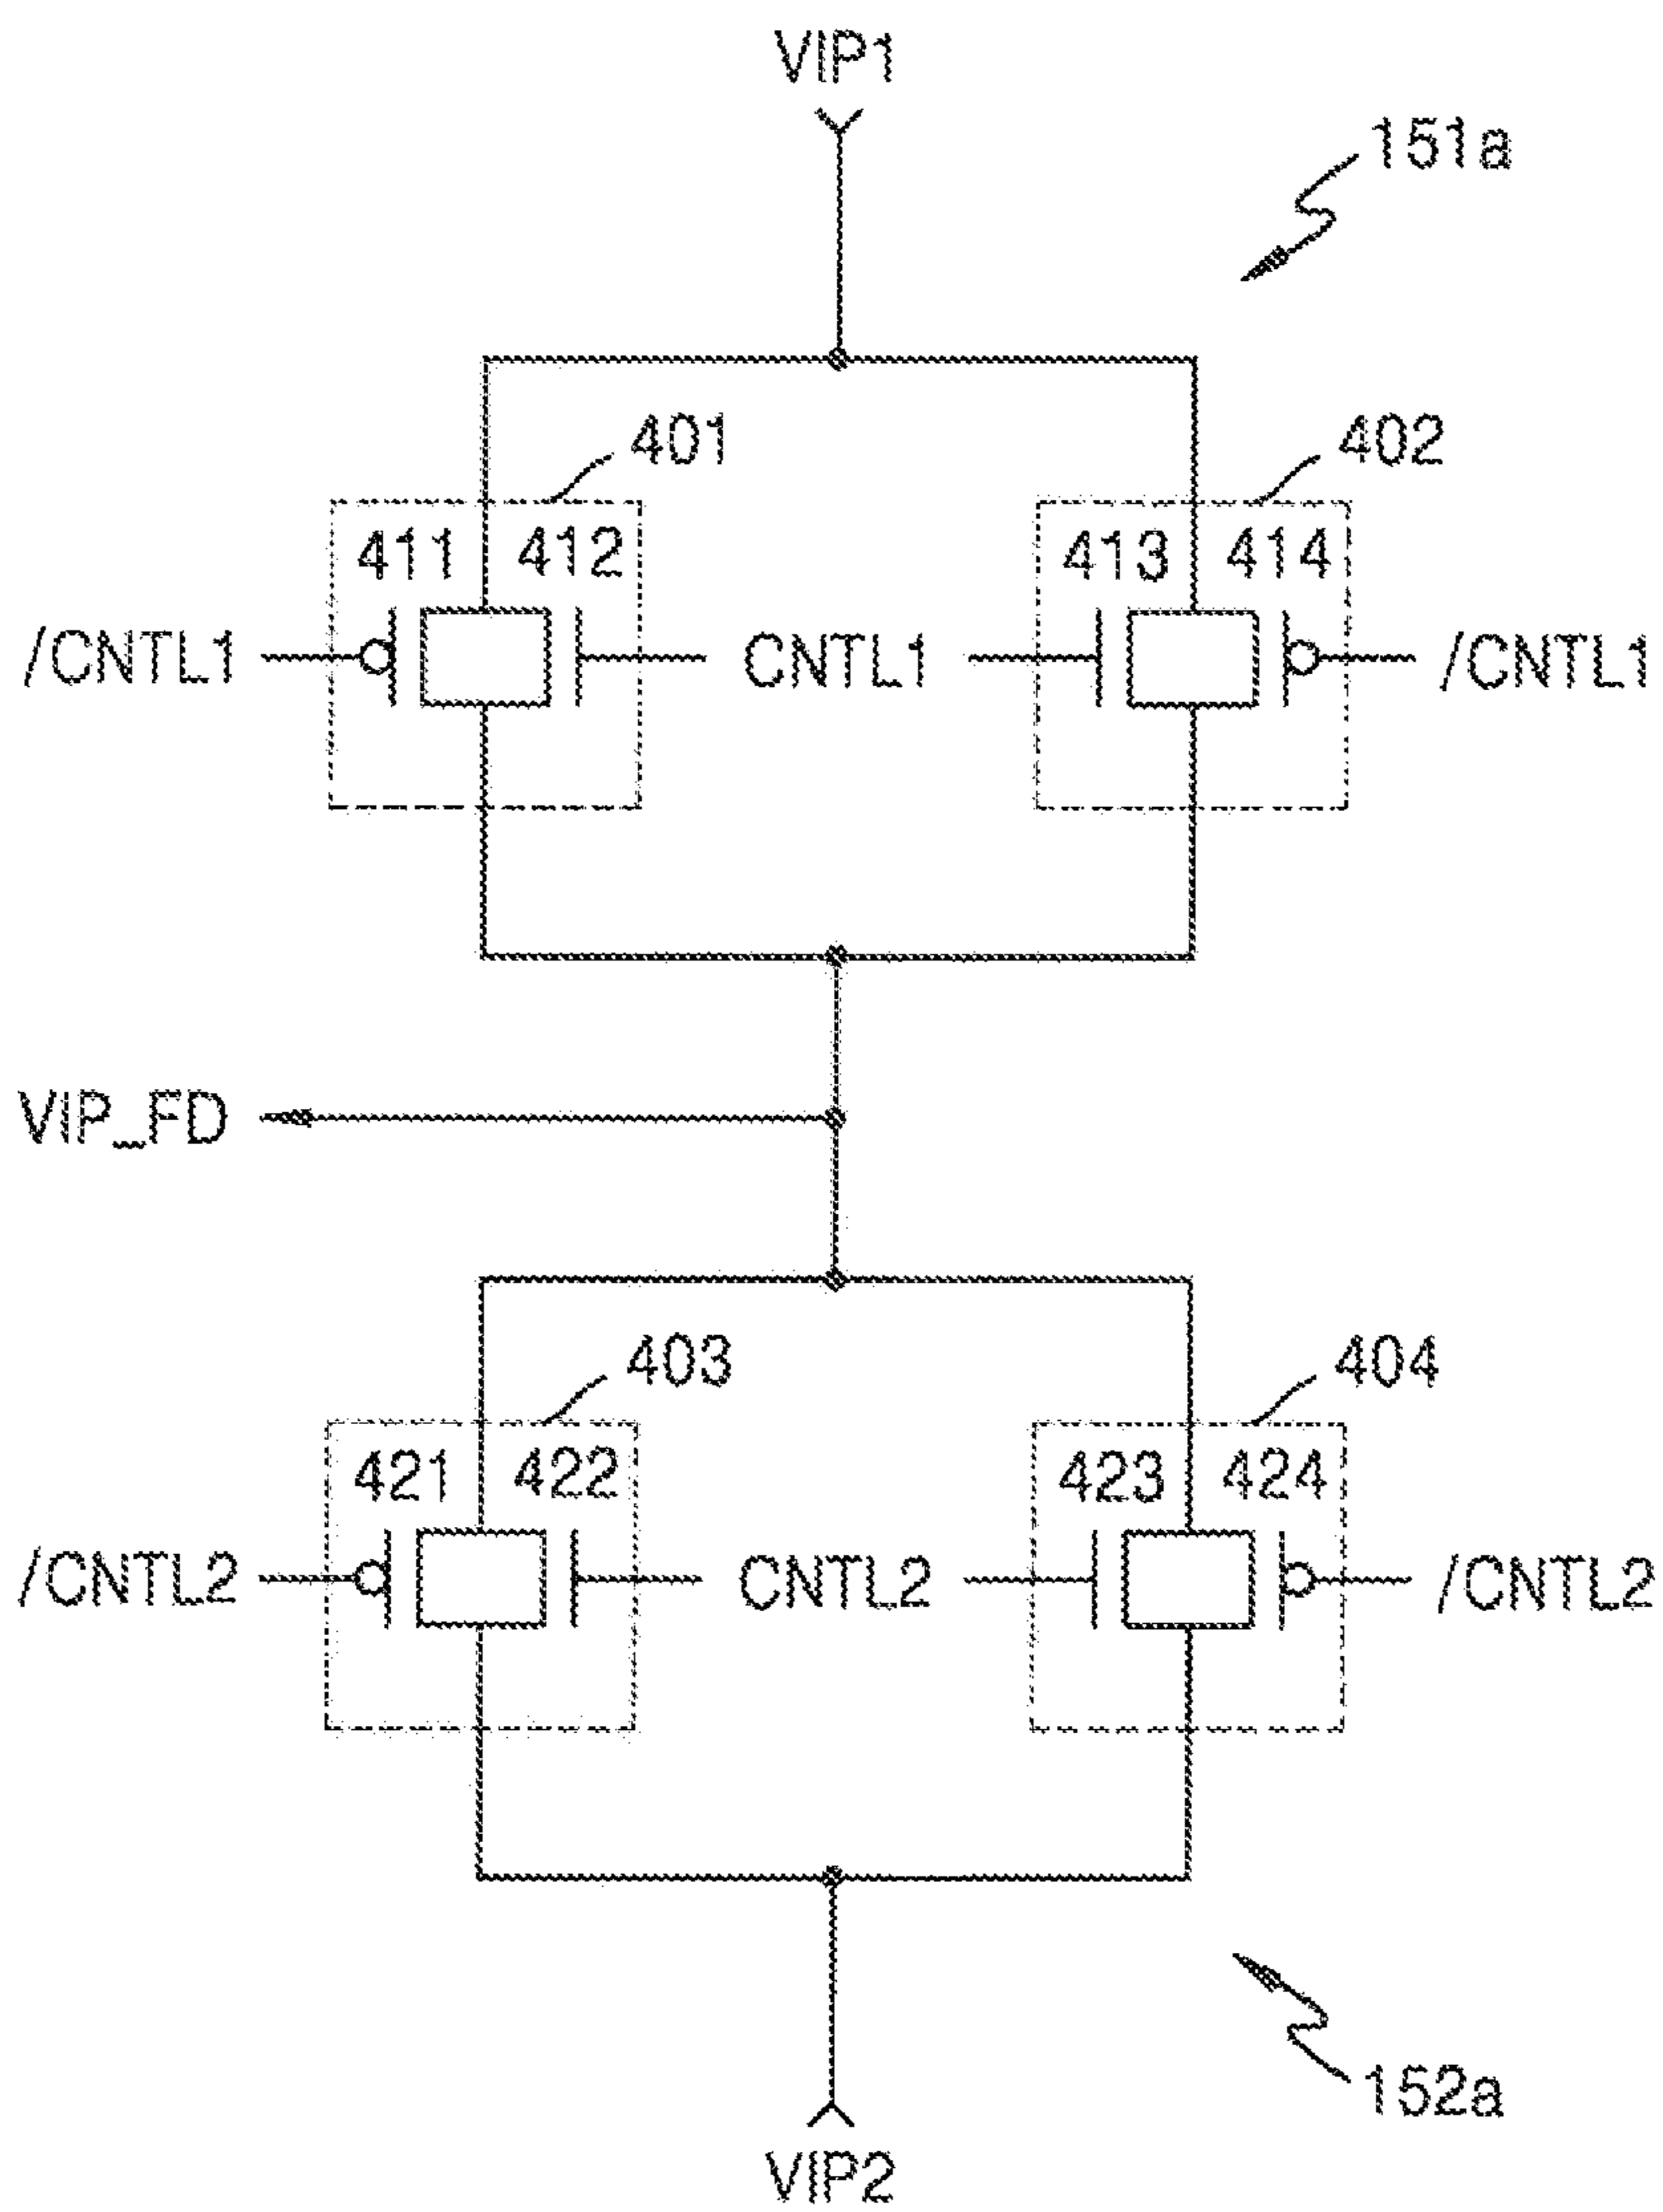 VIP1
151a
401
402
411 412
413 414
/CNTL1
CNTL1
/CNTL1
VIP_FD
403
404
421 422
423 424
/CNTL2
CNTL2
/CNTL2
152a
VIP2